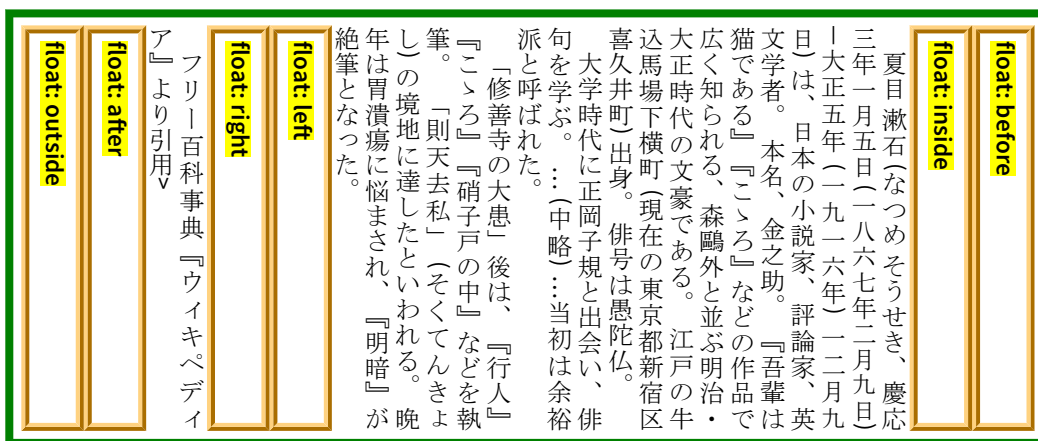 float: before
float: inside
夏目 漱石(なつめ そうせき、慶応
三年一月五日(一八六七年二月九日)
ー大正五年(一九一六年)一二月九
日)は、日本の小説家、評論家、英
文学者。 本名、金之助。 『吾輩は
猫である』『こゝろ』などの作品で
広く知られる、森鷗外と並ぶ明治・
大正時代の文豪である。 江戸の牛
込馬場下横町(現在の東京都新宿区
喜久井町)出身。 俳号は愚陀仏。
大学時代に正岡子規と出会い、俳
句を学ぶ。 …(中略)…当初は余裕
派と呼ばれた。
「修善寺の大患」後は、『行人』
『こゝろ』『硝子戸の中』などを執
筆。 「則天去私」(そくてんきょ
し)の境地に達したといわれる。 晩
年は胃潰瘍に悩まされ、『明暗』が
絶筆となった。
float: left
float: right
フリー百科事典『ウィキペディ
ア』より引用>
float: after
float: outside